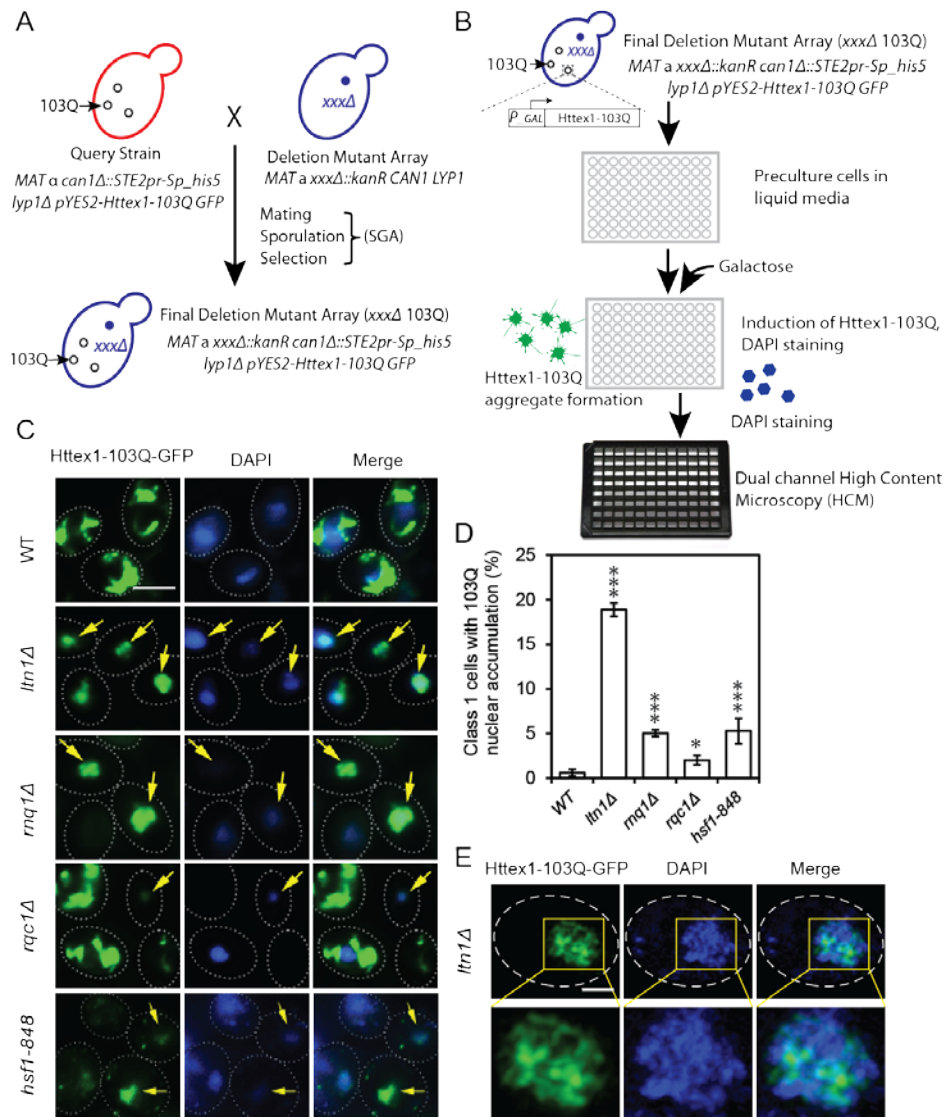 A
103Q
xxxΔ
X
Query Strain
MAT α can1Δ::STE2pr-Sp_his5
lyp1Δ pYES2-Httex1-103Q GFP
Deletion Mutant Array
MAT a xxxΔ::kanR CAN1 LYP1
Mating
Sporulation
Selection
(SGA)
103Q
xxxΔ
Final Deletion Mutant Array (xxxΔ 103Q)
MAT a xxxΔ::kanR can1Δ::STE2pr-Sp_his5
lyp1Δ pYES2-Httex1-103Q GFP
B
103Q
xxxΔ
P_GAL
Httex1-103Q
Final Deletion Mutant Array (xxxΔ 103Q)
MAT a xxxΔ::kanR can1Δ::STE2pr-Sp_his5
lyp1Δ pYES2-Httex1-103Q GFP
Preculture cells in
liquid media
Galactose
Httex1-103Q
aggregate formation
Induction of Httex1-103Q,
DAPI staining
DAPI staining
Dual channel High Content
Microscopy (HCM)
C
Httex1-103Q-GFP DAPI Merge
WT
ltn1Δ
rnq1Δ
rqc1Δ
hsf1-848
D
Class 1 cells with 103Q
nuclear accumulation (%)
25
20
15
10
5
0
***
***
*
***
WT ltn1Δ rnq1Δ rqc1Δ hsf1-848
E
Httex1-103Q-GFP DAPI Merge
ltn1Δ